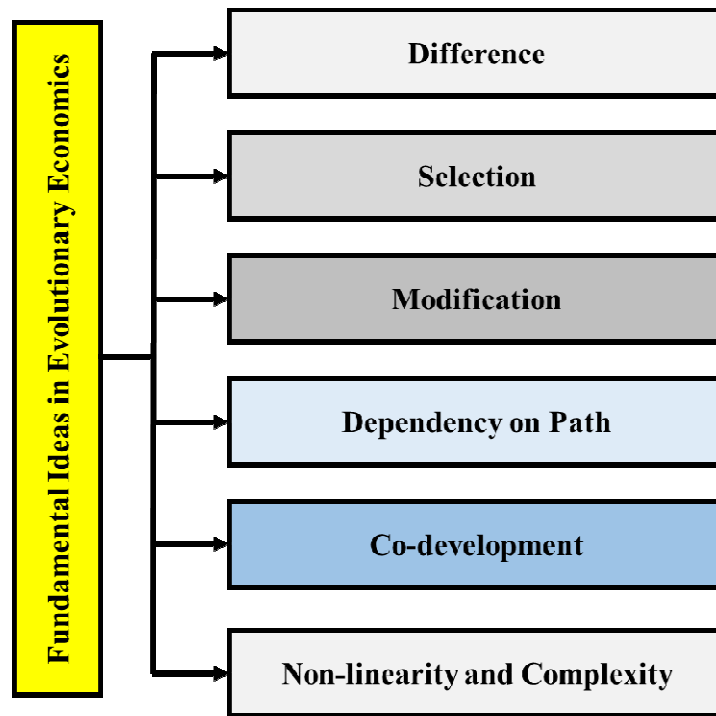 Fundamental Ideas in Evolutionary Economics
Difference
Selection
Modification
Dependency on Path
Co-development
Non-linearity and Complexity